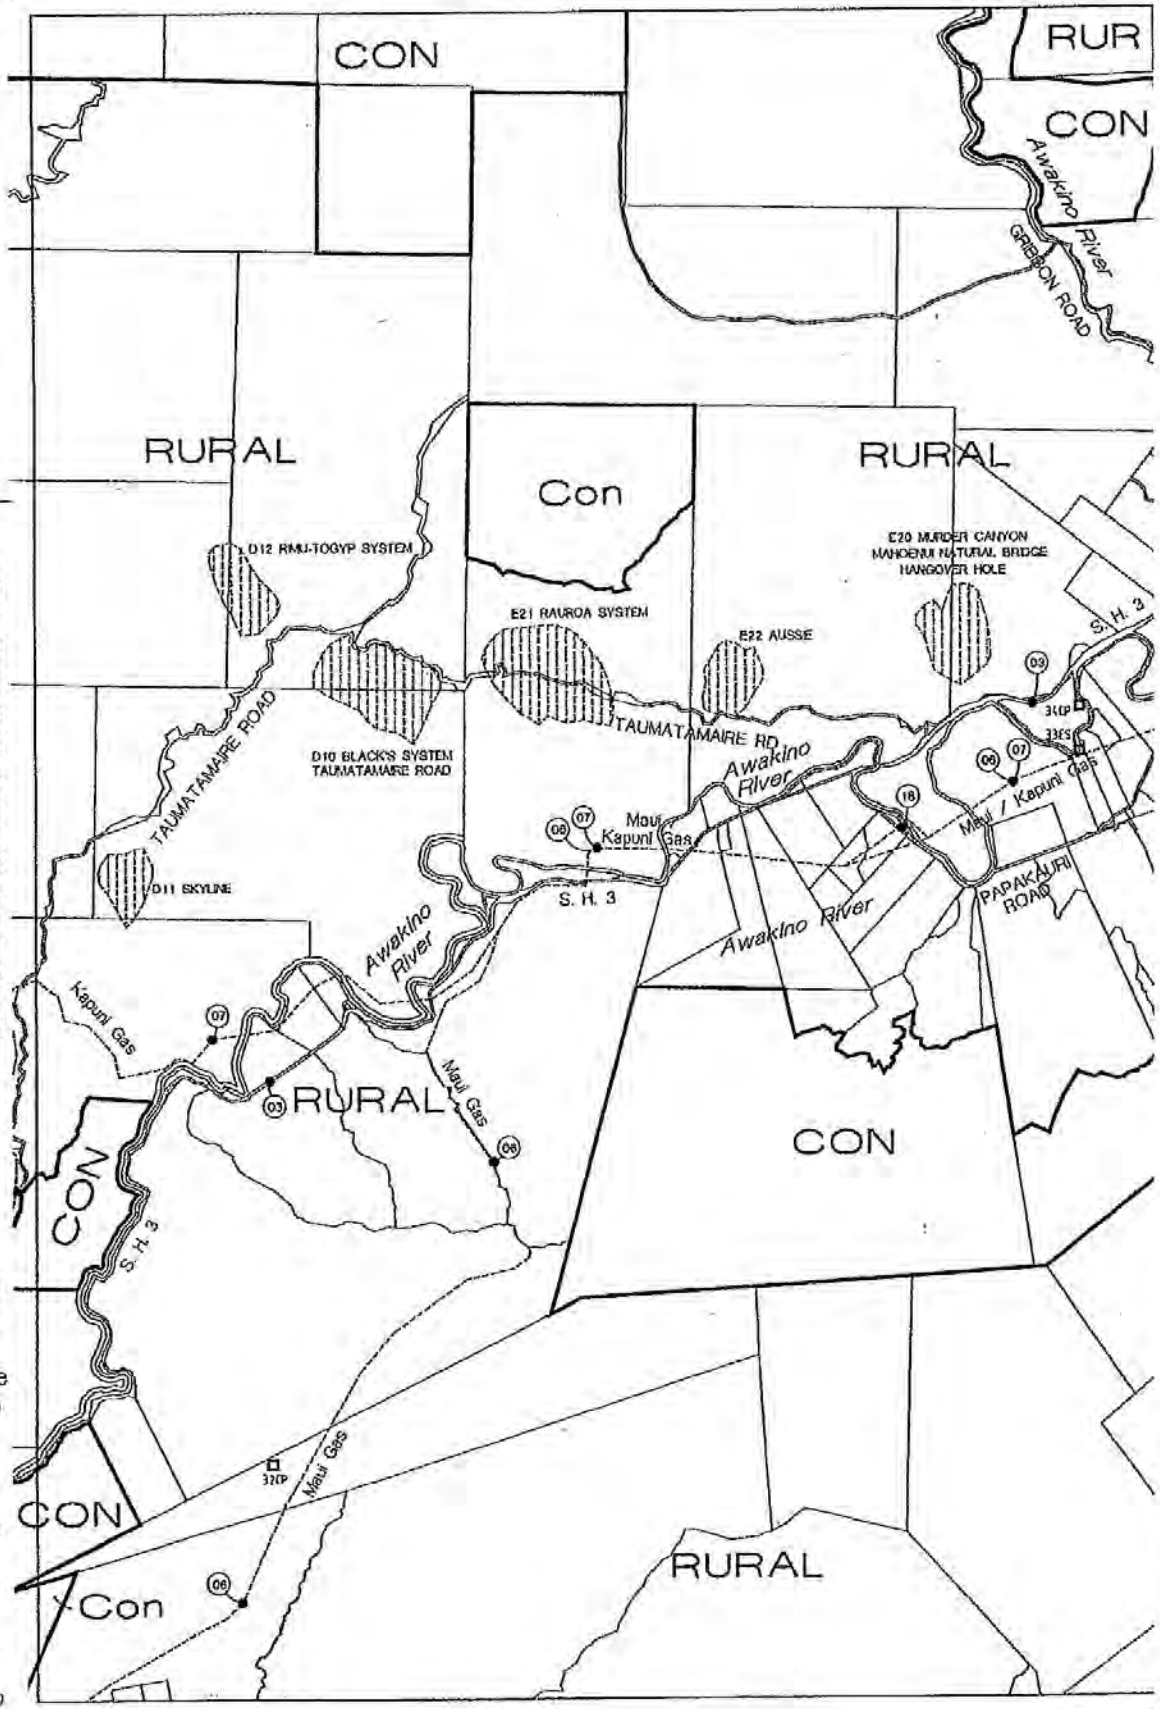 CON
RUR
CON
Awakino River
GRIBBON ROAD
RURAL
RURAL
Con
E20 MURDER CANYON
MAHOENUI NATURAL BRIDGE
HANGOVER HOLE
D12 RMU-TOGYP SYSTEM
E21 RAUROA SYSTEM
E22 AUSSE
S. H. 3
03
34CP
33ES
TAUMATAMAIRE ROAD
TAUMATAMAIRE RD
D10 BLACK'S SYSTEM
TAUMATAMAIRE ROAD
Awakino
River
06
07
Maui / Kapuni Gas
18
06
07
Maui
Kapuni Gas
D11 SKYLINE
S. H. 3
PAPAKAURI
ROAD
Awakino River
Awakino
River
Kapuni Gas
07
03
RURAL
Maui Gas
06
CON
CON
S. H. 3
32CP
Maui Gas
CON
RURAL
06
Con